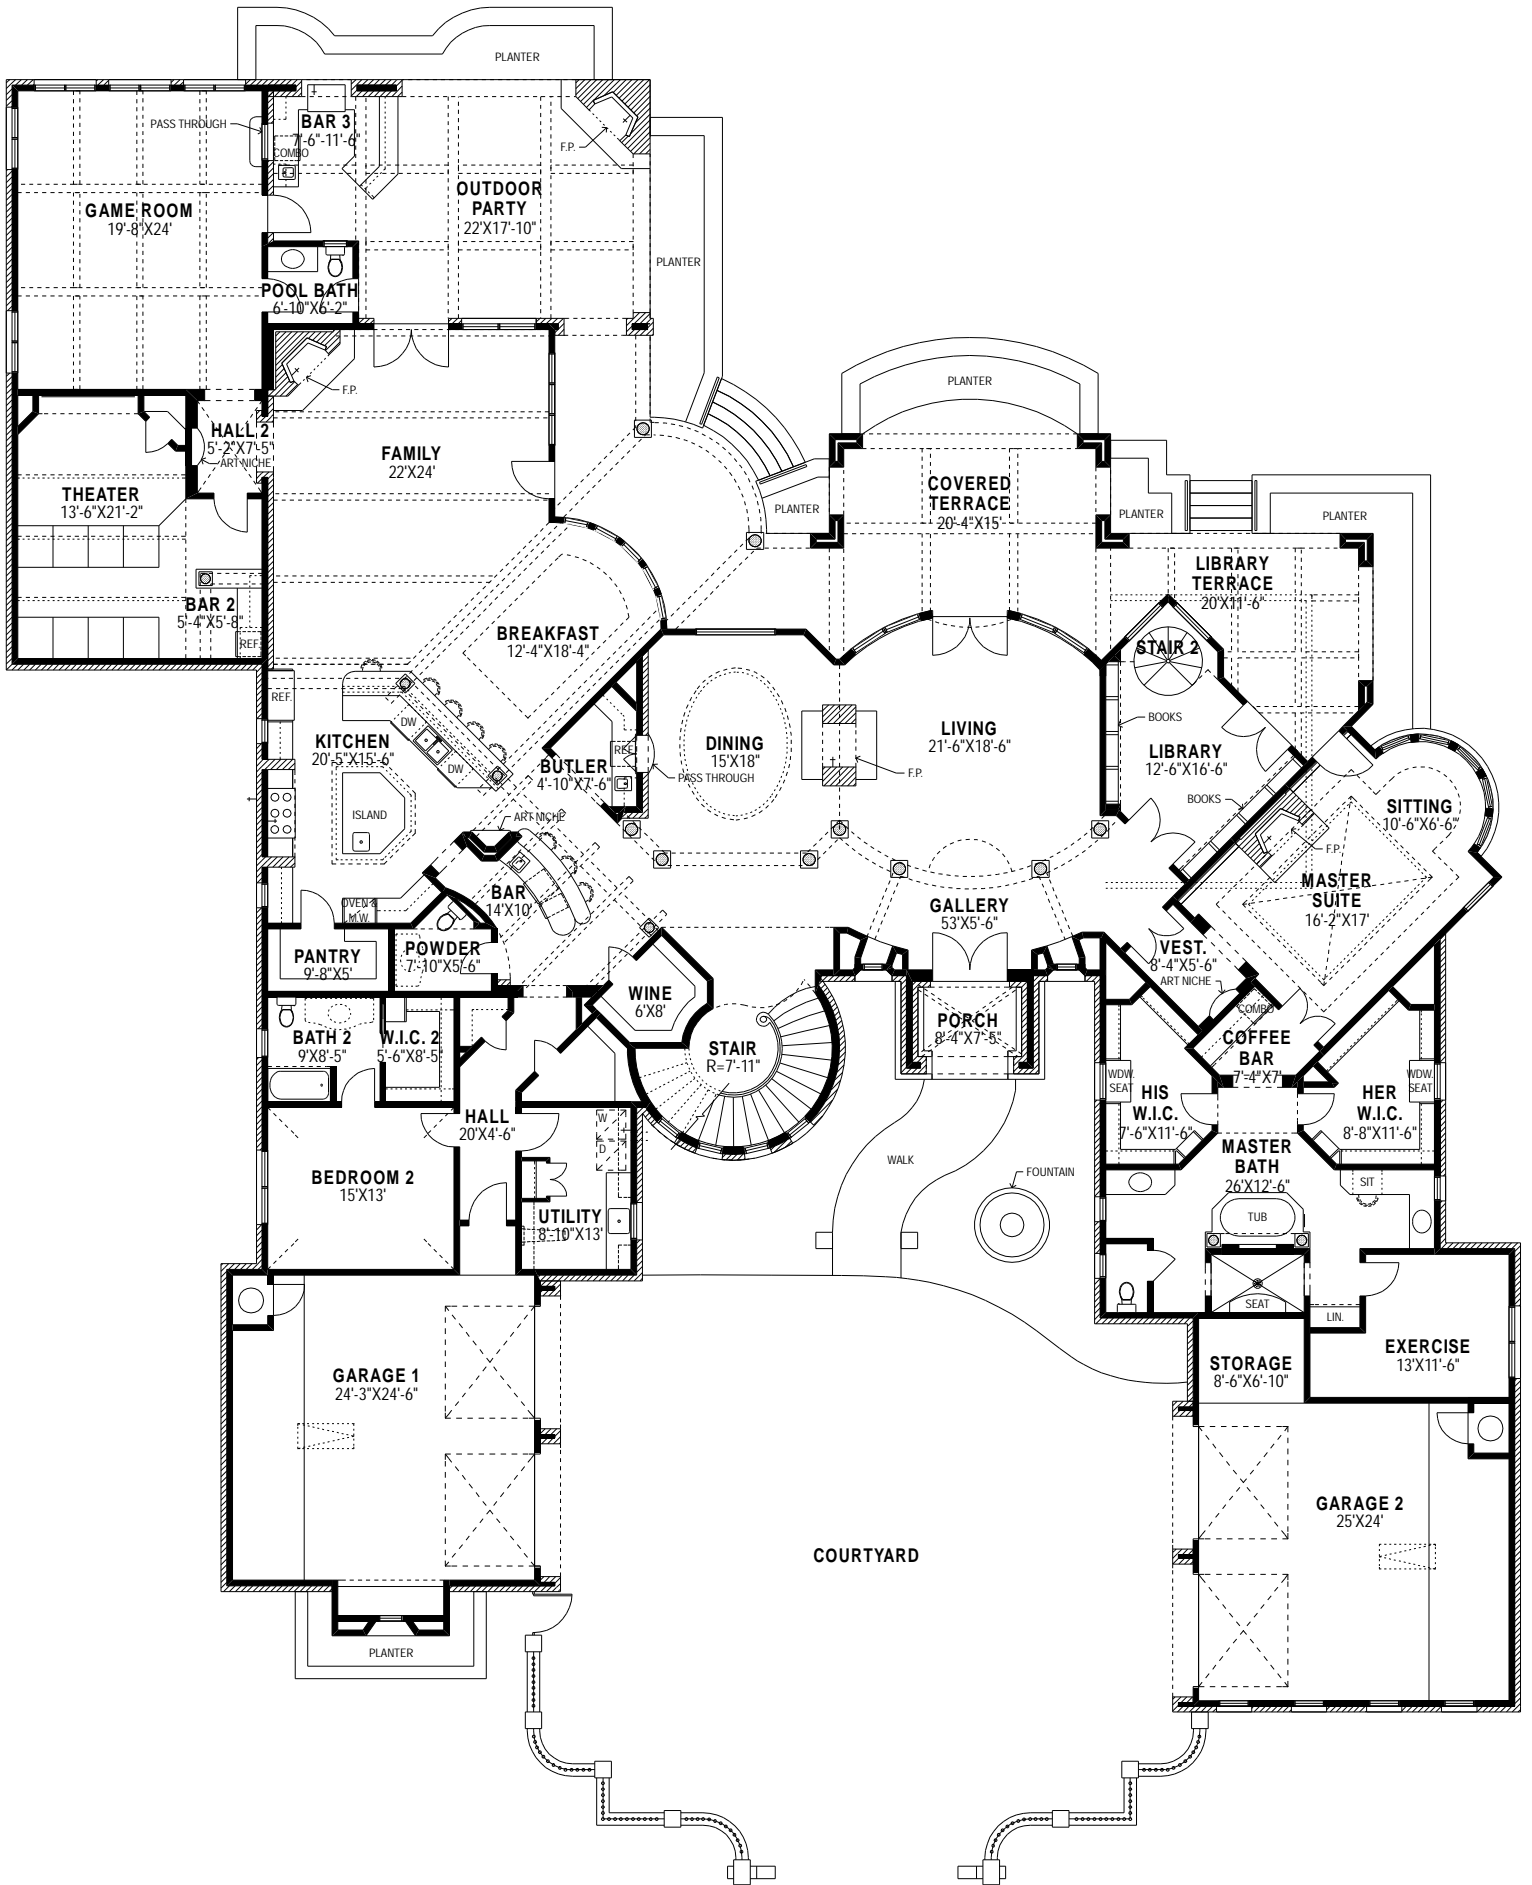 PLANTER
PASS THROUGH
BAR 3
7'-6"-11'-6"
COMBO
F.P.
GAME ROOM
19'-8"X24'
OUTDOOR
PARTY
22'X17'-10"
PLANTER
POOL BATH
6'-10"X6'-2"
F.P.
HALL 2
5'-2"X7'-5"
ART NICHE
FAMILY
22'X24'
THEATER
13'-6"X21'-2"
BAR 2
5'-4"X5'-8"
REF.
PLANTER
COVERED
TERRACE
20'-4"X15'
PLANTER
PLANTER
PLANTER
LIBRARY
TERRACE
20'X11'-6"
BREAKFAST
12'-4"X18'-4"
STAIR 2
REF.
DW
DW
KITCHEN
20'-5"X15'-6"
ISLAND
BUTLER
4'-10"X7'-6"
REF.
PASS THROUGH
DINING
15'X18'
LIVING
21'-6"X18'-6"
F.P.
BOOKS
LIBRARY
12'-6"X16'-6"
BOOKS
SITTING
10'-6"X6'-6"
F.P.
ART NICHE
BAR
14'X10'
OVEN &
M.W.
MASTER
SUITE
16'-2"X17'
GALLERY
53'X5'-6"
PANTRY
9'-8"X5'
POWDER
7'-10"X5'-6"
VEST.
8'-4"X5'-6"
ART NICHE
COMBO
WINE
6'X8'
PORCH
8'-4"X7'-5"
BATH 2
9'X8'-5"
W.I.C. 2
5'-6"X8'-5"
STAIR
R=7'-11"
COFFEE
BAR
7'-4"X7'
WDW.
SEAT
HIS
W.I.C.
7'-6"X11'-6"
WDW.
SEAT
HER
W.I.C.
8'-8"X11'-6"
HALL
20'X4'-6"
W
D
BEDROOM 2
15'X13'
UTILITY
8'-10"X13'
WALK
FOUNTAIN
MASTER
BATH
26'X12'-6"
SIT
TUB
SEAT
LIN.
GARAGE 1
24'-3"X24'-6"
STORAGE
8'-6"X6'-10"
EXERCISE
13'X11'-6"
GARAGE 2
25'X24'
COURTYARD
PLANTER